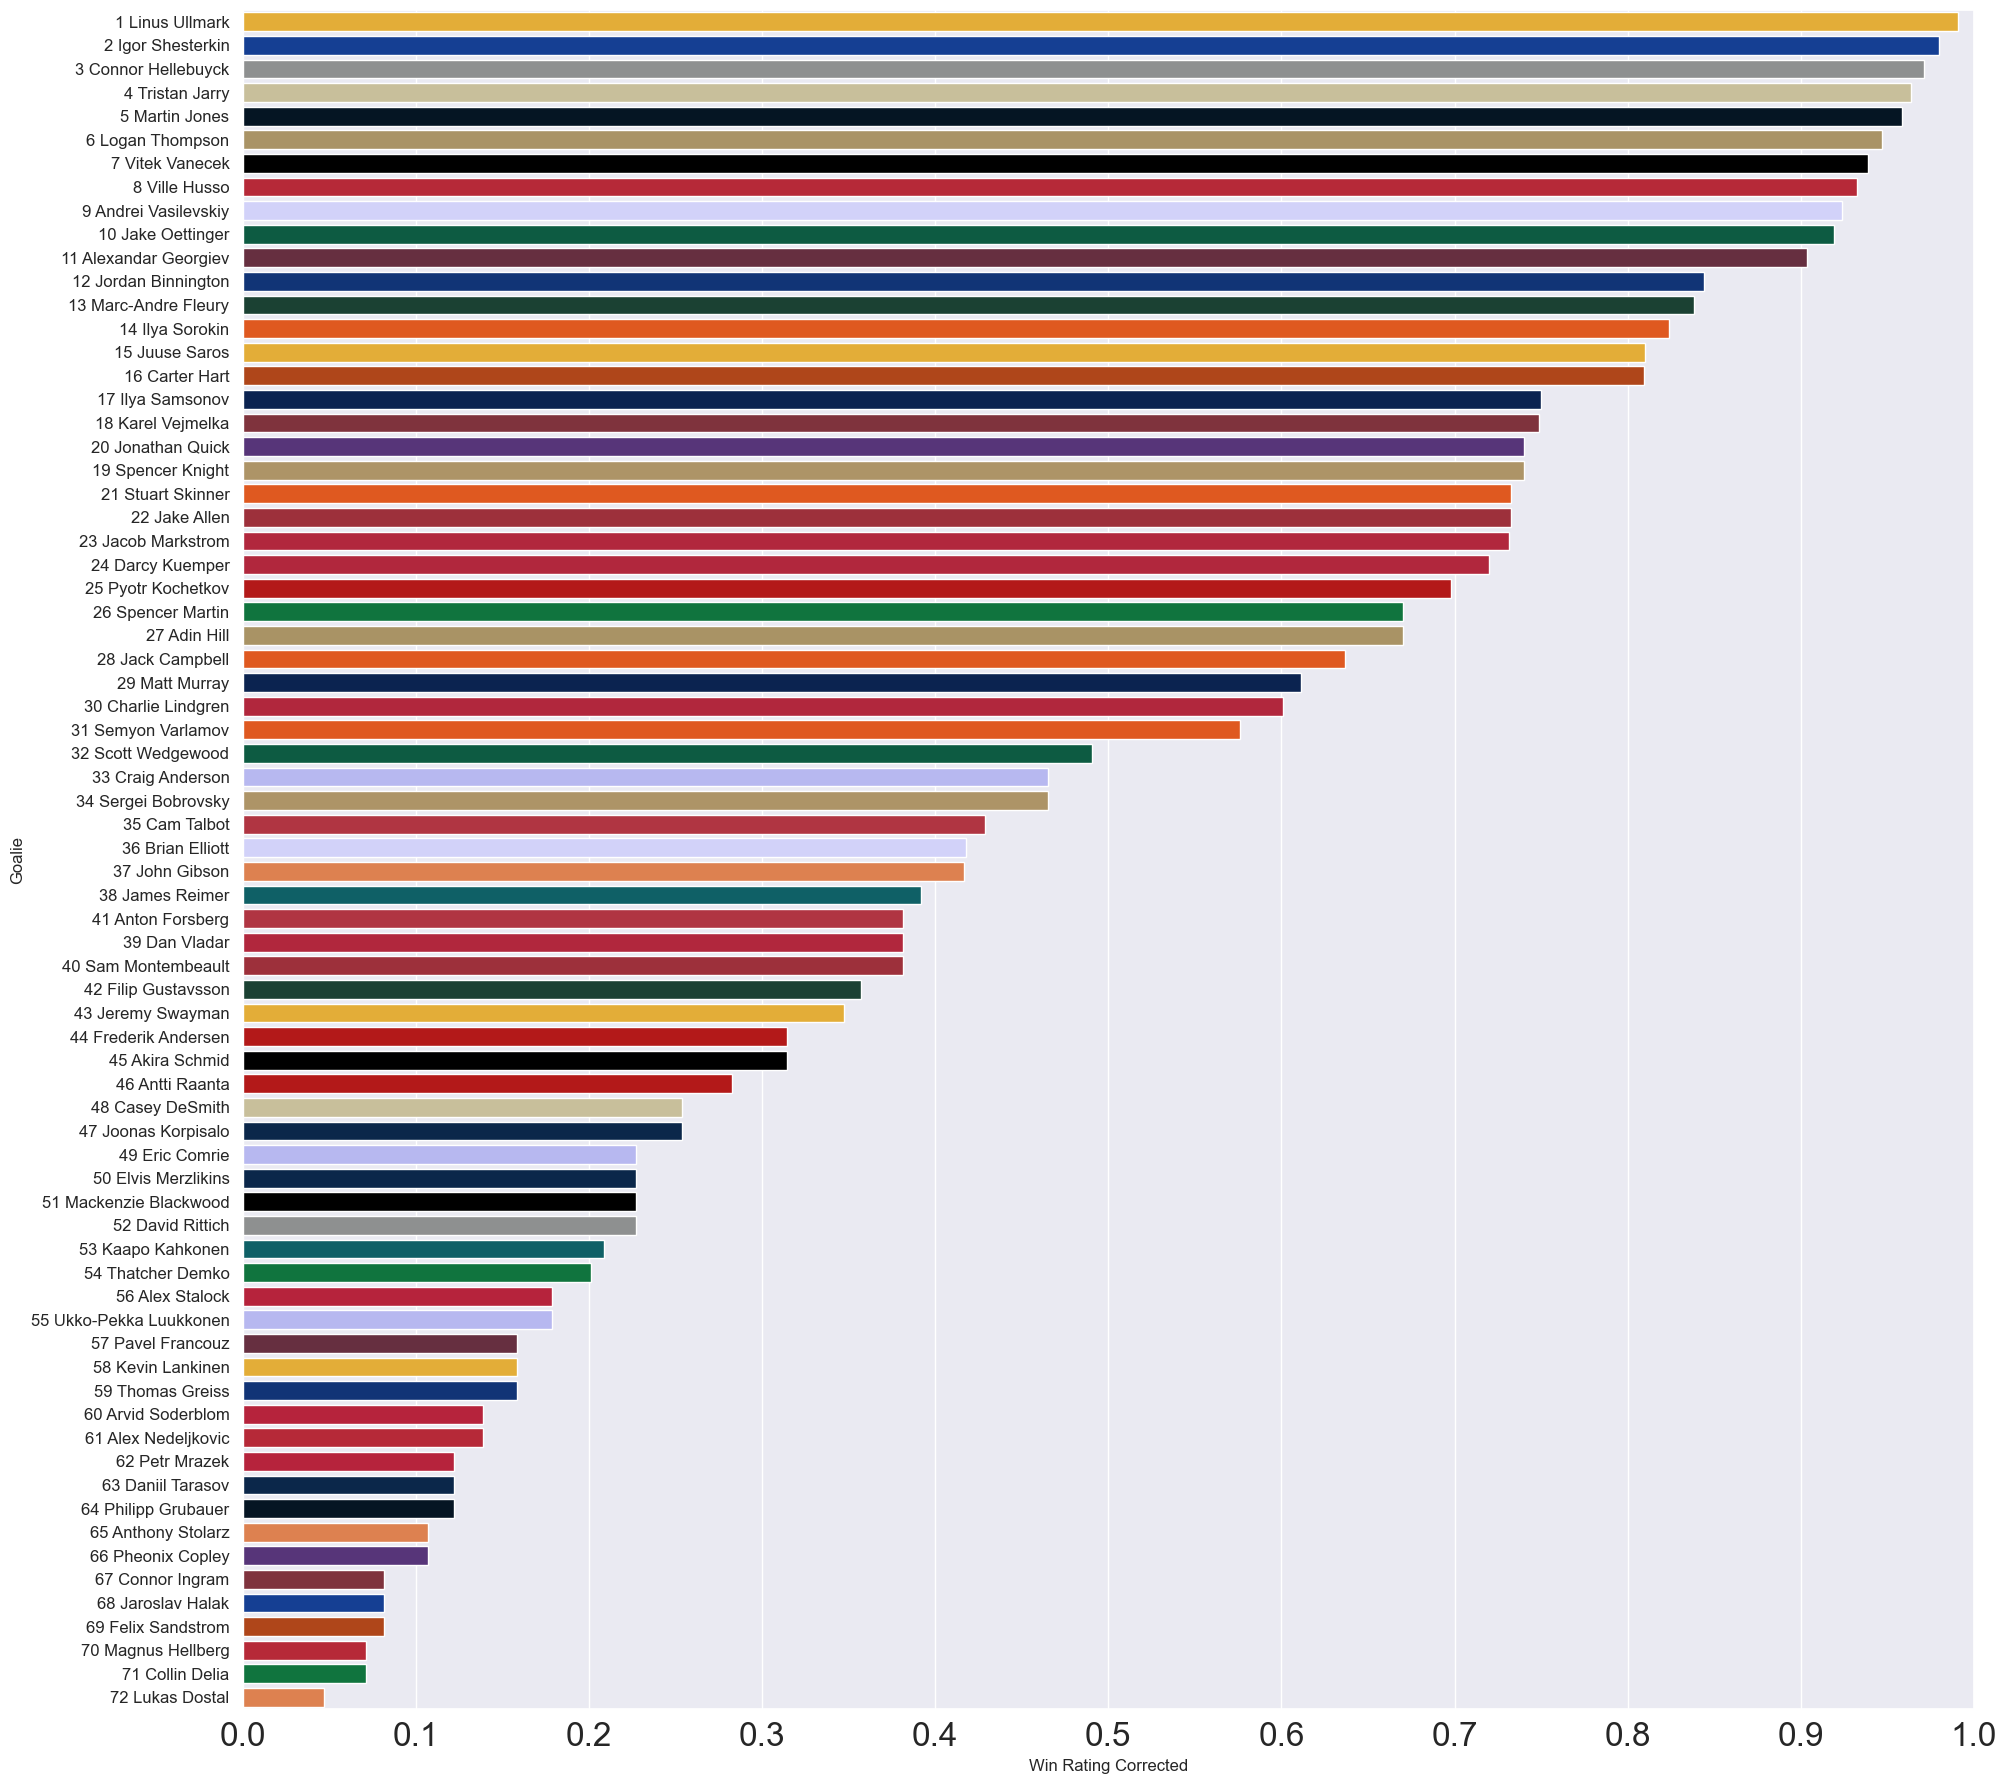 1 Linus Ullmark
2 Igor Shesterkin
3 Connor Hellebuyck
4 Tristan Jarry
5 Martin Jones
6 Logan Thompson
7 Vitek Vanecek
8 Ville Husso
9 Andrei Vasilevskiy
10 Jake Oettinger
11 Alexandar Georgiev
12 Jordan Binnington
13 Marc-Andre Fleury
14 Ilya Sorokin
15 Juuse Saros
16 Carter Hart
17 Ilya Samsonov
18 Karel Vejmelka
20 Jonathan Quick
19 Spencer Knight
21 Stuart Skinner
22 Jake Allen
23 Jacob Markstrom
24 Darcy Kuemper
25 Pyotr Kochetkov
26 Spencer Martin
27 Adin Hill
28 Jack Campbell
29 Matt Murray
30 Charlie Lindgren
31 Semyon Varlamov
32 Scott Wedgewood
33 Craig Anderson
34 Sergei Bobrovsky
35 Cam Talbot
36 Brian Elliott
37 John Gibson
38 James Reimer
41 Anton Forsberg
39 Dan Vladar
40 Sam Montembeault
42 Filip Gustavsson
43 Jeremy Swayman
44 Frederik Andersen
45 Akira Schmid
46 Antti Raanta
48 Casey DeSmith
47 Joonas Korpisalo
49 Eric Comrie
50 Elvis Merzlikins
51 Mackenzie Blackwood
52 David Rittich
53 Kaapo Kahkonen
54 Thatcher Demko
56 Alex Stalock
55 Ukko-Pekka Luukkonen
57 Pavel Francouz
58 Kevin Lankinen
59 Thomas Greiss
60 Arvid Soderblom
61 Alex Nedeljkovic
62 Petr Mrazek
63 Daniil Tarasov
64 Philipp Grubauer
65 Anthony Stolarz
66 Pheonix Copley
67 Connor Ingram
68 Jaroslav Halak
69 Felix Sandstrom
70 Magnus Hellberg
71 Collin Delia
72 Lukas Dostal
Goalie
0.0 0.1 0.2 0.3 0.4 0.5 0.6 0.7 0.8 0.9 1.0
Win Rating Corrected